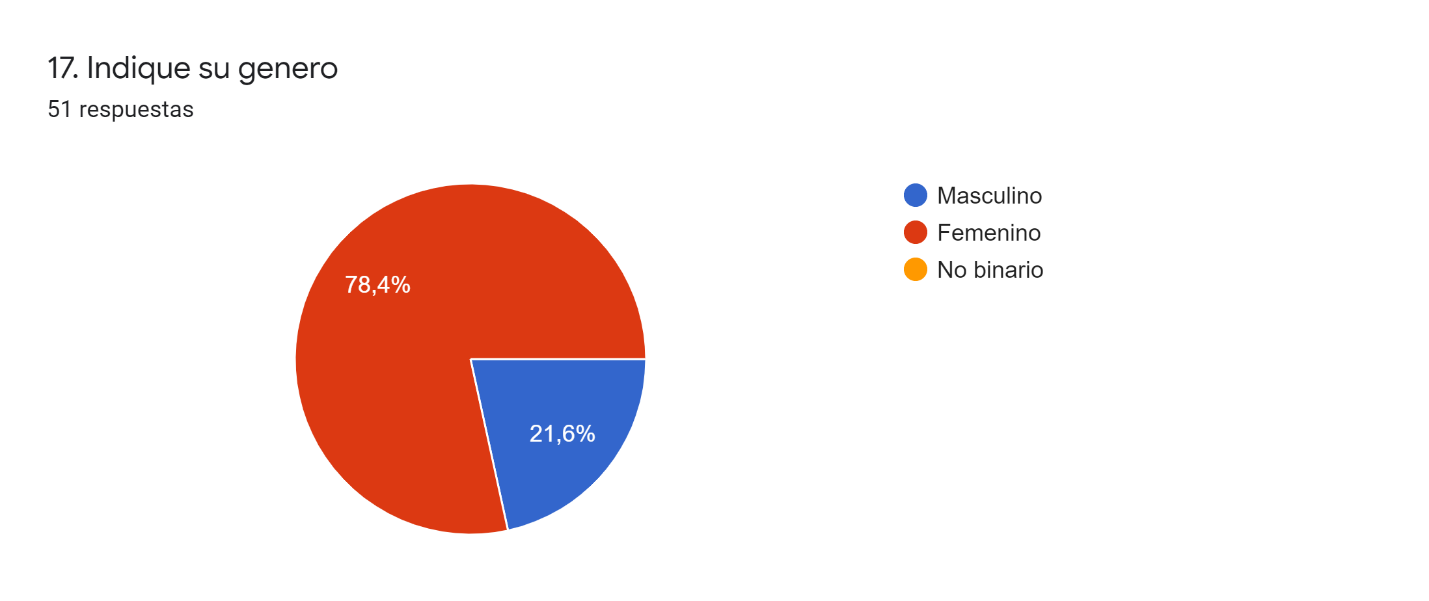 17. Indique su genero
51 respuestas
Masculino
Femenino
No binario
78,4%
21,6%